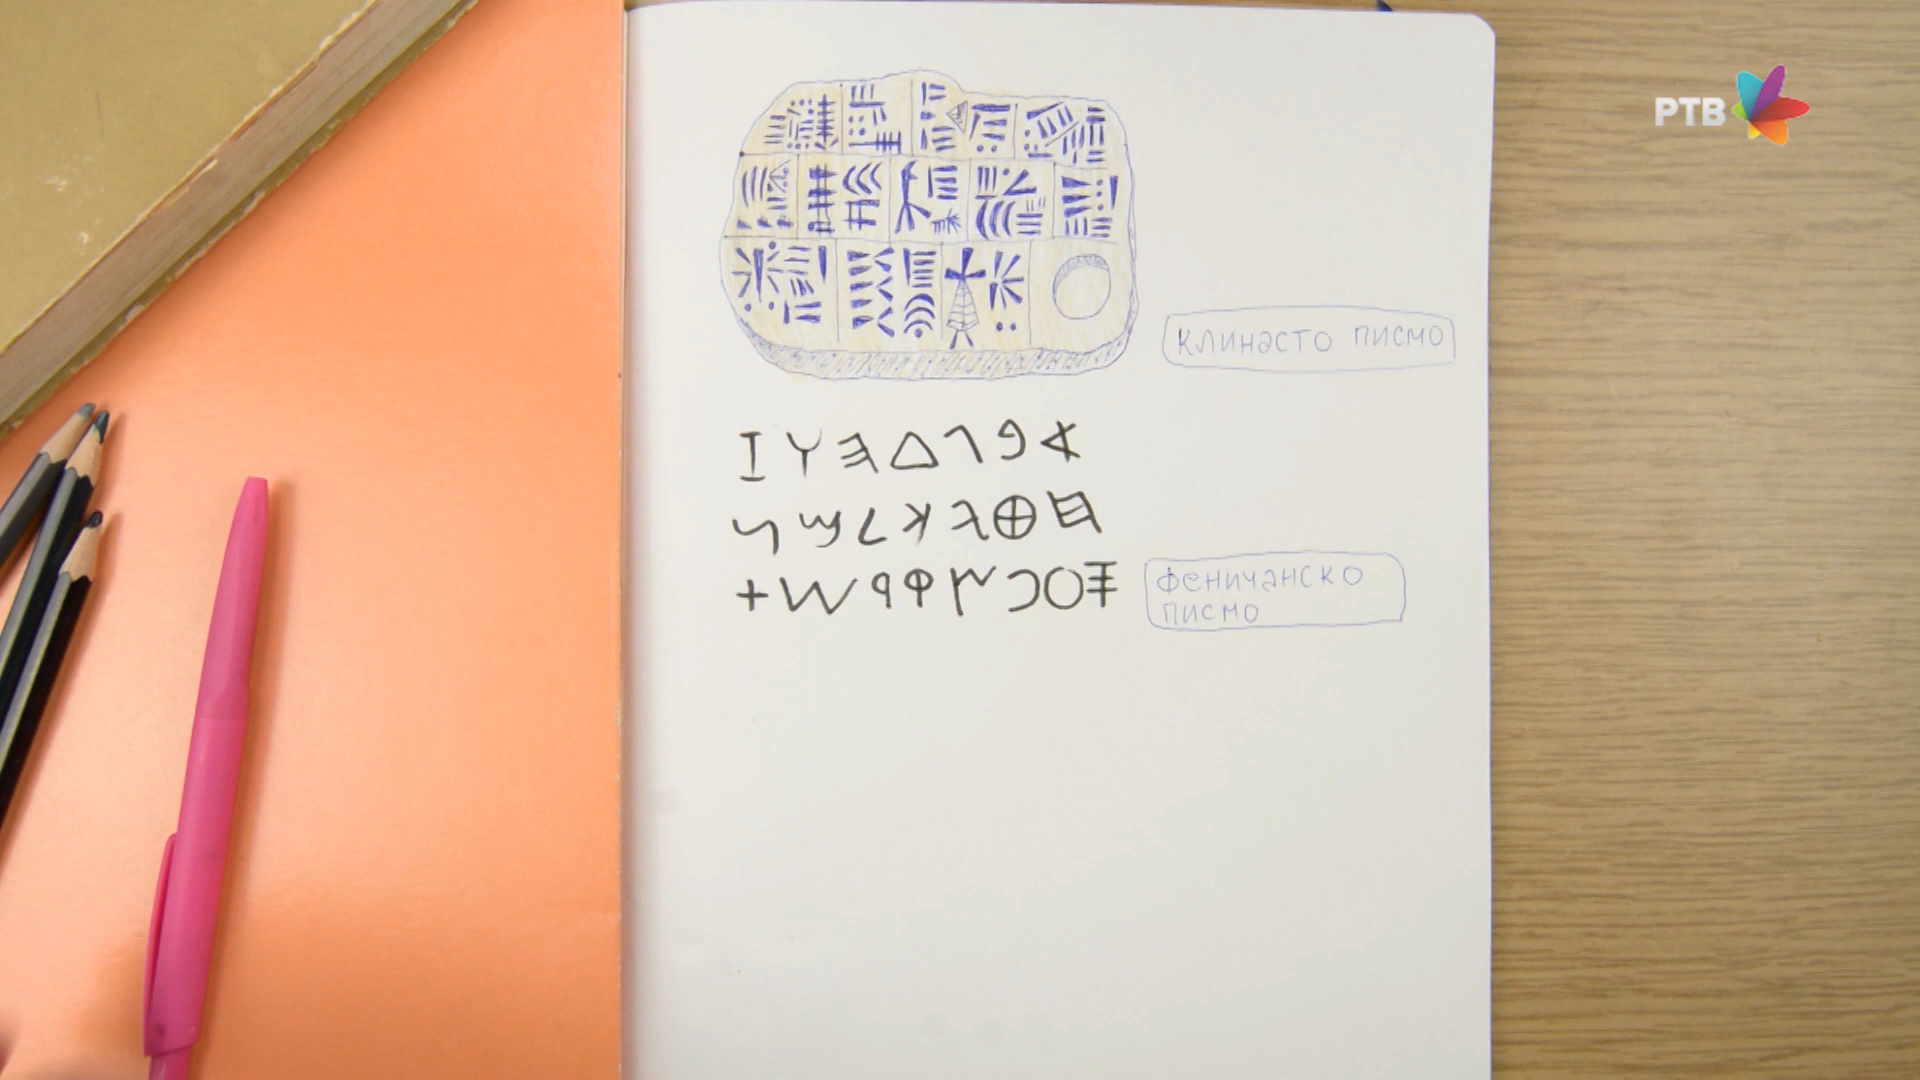 РТВ
клинасто писмо
𐤀 𐤁 𐤂 𐤃 𐤄 𐤅 𐤆
𐤇 𐤈 𐤉 𐤊 𐤋 𐤌 𐤍
𐤎 𐤏 𐤐 𐤑 𐤒 𐤓 𐤔 𐤕
феничанско
писмо